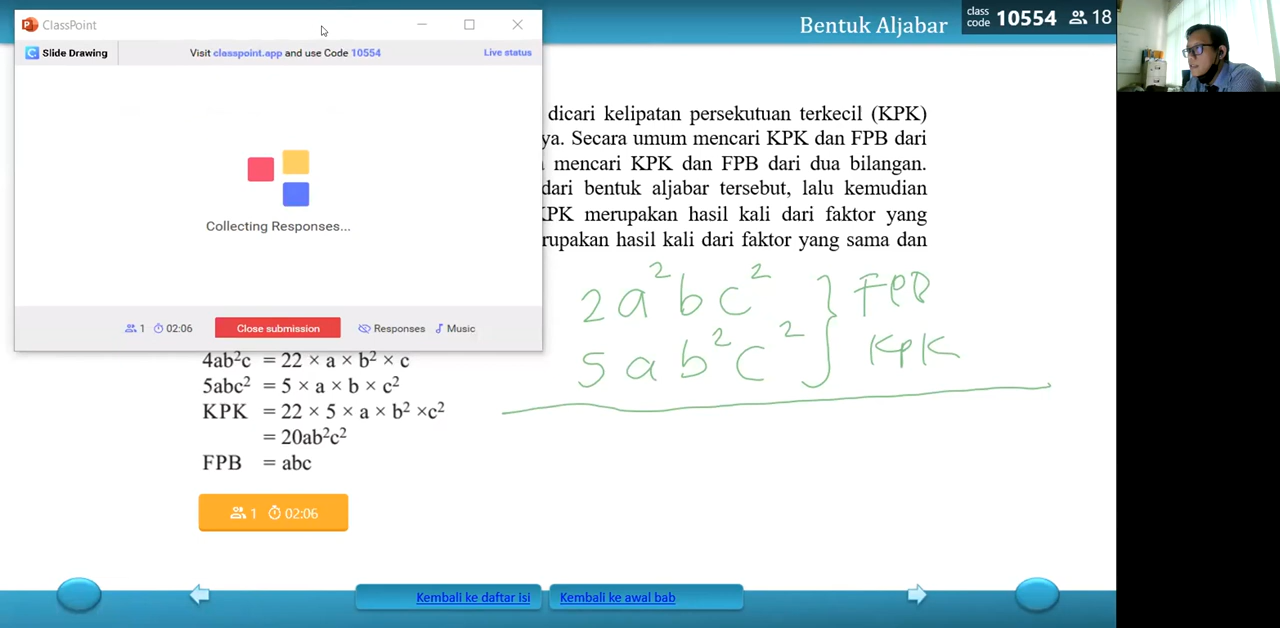 ClassPoint
Slide Drawing
Visit classpoint.app and use Code 10554
Live status
Collecting Responses...
1 02:06 Close submission Responses Music
Bentuk Aljabar
class code 10554 18
dicari kelipatan persekutuan terkecil (KPK)
ya. Secara umum mencari KPK dan FPB dari
mencari KPK dan FPB dari dua bilangan.
dari bentuk aljabar tersebut, lalu kemudian
KPK merupakan hasil kali dari faktor yang
rupakan hasil kali dari faktor yang sama dan
2a²bc² } FPB
5ab²c² } KPK
4ab²c = 22 × a × b² × c
5abc² = 5 × a × b × c²
KPK = 22 × 5 × a × b² ×c²
= 20ab²c²
FPB = abc
1 02:06
Kembali ke daftar isi
Kembali ke awal bab